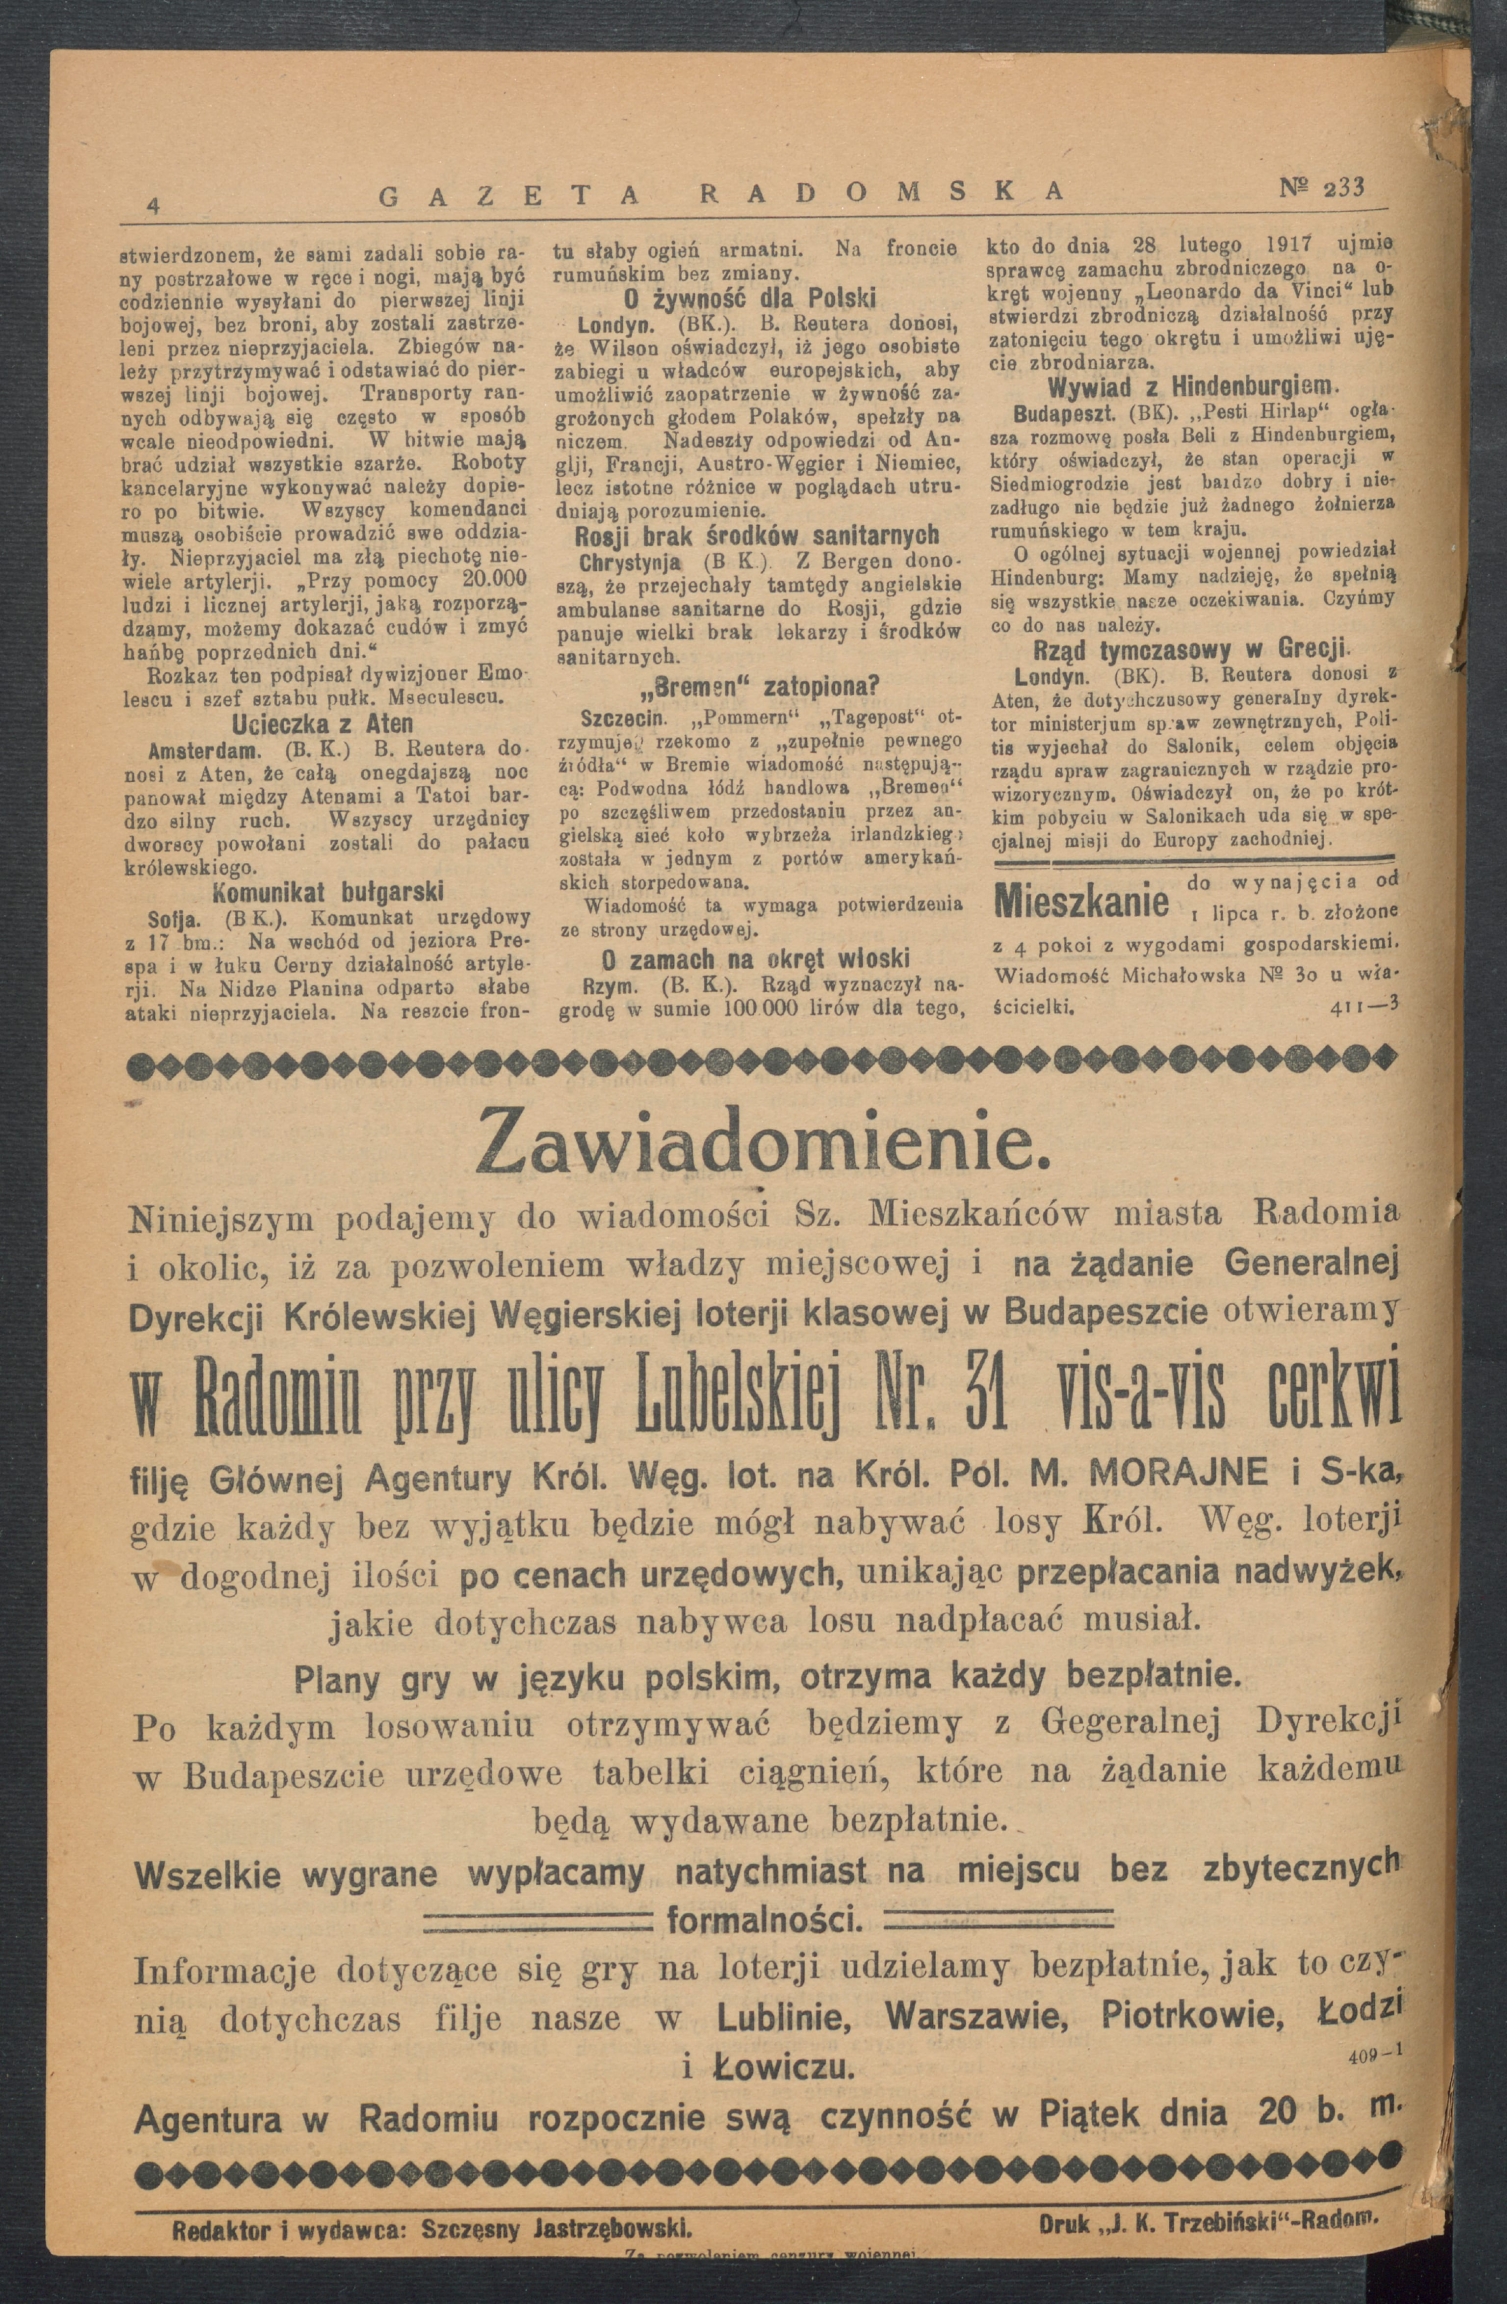 4
GAZETA RADOMSKA
№ 233
stwierdzonem, że sami zadali sobie ra-
ny postrzałowe w ręce i nogi, mają być
codziennie wysyłani do pierwszej linji
bojowej, bez broni, aby zostali zastrze-
leni przez nieprzyjaciela. Zbiegów na-
leży przytrzymywać i odstawiać do pier-
wszej linji bojowej. Transporty ran-
nych odbywają się często w sposób
wcale nieodpowiedni. W bitwie mają
brać udział wszystkie szarże. Roboty
kancelaryjne wykonywać należy dopie-
ro po bitwie. Wszyscy komendanci
muszą osobiście prowadzić swe oddzia-
ły. Nieprzyjaciel ma złą piechotę nie-
wiele artylerji. „Przy pomocy 20.000
ludzi i licznej artylerji, jaką rozporzą-
dzamy, możemy dokazać cudów i zmyć
hańbę poprzednich dni.“
Rozkaz ten podpisał dywizjoner Emo-
lescu i szef sztabu pułk. Mseculescu.
Ucieczka z Aten
Amsterdam. (B. K.) B. Reutera do-
nosi z Aten, że całą onegdajszą noc
panował między Atenami a Tatoi bar-
dzo silny ruch. Wszyscy urzędnicy
dworscy powołani zostali do pałacu
królewskiego.
Komunikat bułgarski
Sofja. (B K.). Komunkat urzędowy
z 17 bm.: Na wschód od jeziora Pre-
spa i w łuku Cerny działalność artyle-
rji. Na Nidze Planina odparto słabe
ataki nieprzyjaciela. Na reszcie fron-
tu słaby ogień armatni. Na froncie
rumuńskim bez zmiany.
O żywność dla Polski
Londyn. (BK.). B. Reutera donosi,
że Wilson oświadczył, iż jego osobiste
zabiegi u władców europejskich, aby
umożliwić zaopatrzenie w żywność za-
grożonych głodem Polaków, spełzły na
niczem. Nadeszły odpowiedzi od An-
glji, Francji, Austro-Węgier i Niemiec,
lecz istotne różnice w poglądach utru-
dniają porozumienie.
Rosji brak środków sanitarnych
Chrystynja (B K.). Z Bergen dono-
szą, że przejechały tamtędy angielskie
ambulanse sanitarne do Rosji, gdzie
panuje wielki brak lekarzy i środków
sanitarnych.
„Bremen“ zatopiona?
Szczecin. „Pommern“ „Tagepost“ ot-
rzymuje rzekomo z „zupełnie pewnego
źródła“ w Bremie wiadomość następują-
cą: Podwodna łódź handlowa „Bremen“
po szczęśliwem przedostaniu przez an-
gielską sieć koło wybrzeża irlandzkiego
została w jednym z portów amerykań-
skich storpedowana.
Wiadomość ta wymaga potwierdzenia
ze strony urzędowej.
O zamach na okręt włoski
Rzym. (B. K.). Rząd wyznaczył na-
grodę w sumie 100.000 lirów dla tego,
kto do dnia 28 lutego 1917 ujmie
sprawcę zamachu zbrodniczego na o-
kręt wojenny „Leonardo da Vinci“ lub
stwierdzi zbrodniczą działalność przy
zatonięciu tego okrętu i umożliwi uję-
cie zbrodniarza.
Wywiad z Hindenburgiem.
Budapeszt. (BK). „Pesti Hirlap“ ogła-
sza rozmowę posła Beli z Hindenburgiem,
który oświadczył, że stan operacji w
Siedmiogrodzie jest bardzo dobry i nie-
zadługo nie będzie już żadnego żołnierza
rumuńskiego w tem kraju.
O ogólnej sytuacji wojennej powiedział
Hindenburg: Mamy nadzieję, że spełnią
się wszystkie nasze oczekiwania. Czyńmy
co do nas należy.
Rząd tymczasowy w Grecji.
Londyn. (BK). B. Reutera donosi z
Aten, że dotychczasowy generalny dyrek-
tor ministerjum spraw zewnętrznych, Poli-
tis wyjechał do Salonik, celem objęcia
rządu spraw zagranicznych w rządzie pro-
wizorycznym. Oświadczył on, że po krót-
kim pobyciu w Salonikach uda się w spe-
cjalnej misji do Europy zachodniej.
Mieszkanie do wynajęcia od
1 lipca r. b. złożone
z 4 pokoi z wygodami gospodarskiemi.
Wiadomość Michałowska № 30 u wła-
ścicielki. 411—3
Zawiadomienie.
Niniejszym podajemy do wiadomości Sz. Mieszkańców miasta Radomia
i okolic, iż za pozwoleniem władzy miejscowej i na żądanie Generalnej
Dyrekcji Królewskiej Węgierskiej loterji klasowej w Budapeszcie otwieramy
w Radomiu przy ulicy Lubelskiej Nr. 31 vis-a-vis cerkwi
filję Głównej Agentury Król. Węg. lot. na Król. Pol. M. MORAJNE i S-ka,
gdzie każdy bez wyjątku będzie mógł nabywać losy Król. Węg. loterji
w dogodnej ilości po cenach urzędowych, unikając przepłacania nadwyżek,
jakie dotychczas nabywca losu nadpłacać musiał.
Plany gry w języku polskim, otrzyma każdy bezpłatnie.
Po każdym losowaniu otrzymywać będziemy z Gegeralnej Dyrekcji
w Budapeszcie urzędowe tabelki ciągnień, które na żądanie każdemu
będą wydawane bezpłatnie.
Wszelkie wygrane wypłacamy natychmiast na miejscu bez zbytecznych
formalności.
Informacje dotyczące się gry na loterji udzielamy bezpłatnie, jak to czy-
nią dotychczas filje nasze w Lublinie, Warszawie, Piotrkowie, Łodzi
i Łowiczu. 409-1
Agentura w Radomiu rozpocznie swą czynność w Piątek dnia 20 b. m.
Redaktor i wydawca: Szczęsny Jastrzębowski.
Druk „J. K. Trzebiński“-Radom.
Za pozwoleniem cenzury wojennej.